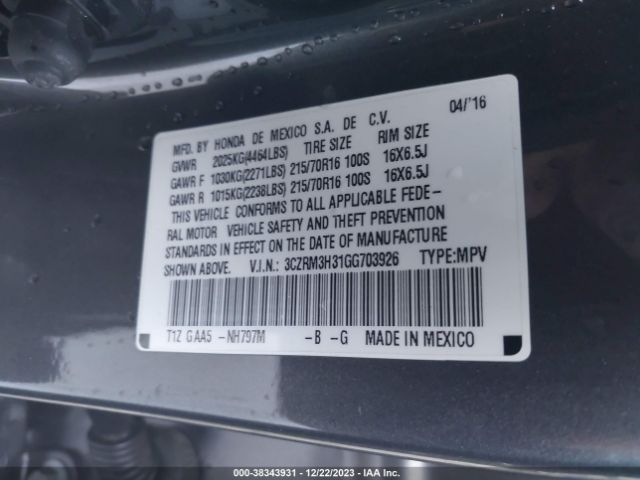 04/'16
MFD. BY HONDA DE MEXICO S.A. DE C.V.
GVWR 2025KG(4464LBS) TIRE SIZE RIM SIZE
GAWR F 1030KG(2271LBS) 215/70R16 100S 16X6.5J
GAWR R 1015KG(2238LBS) 215/70R16 100S 16X6.5J
THIS VEHICLE CONFORMS TO ALL APPLICABLE FEDE-
RAL MOTOR VEHICLE SAFETY AND THEFT PREVENTION
STANDARDS IN EFFECT ON THE DATE OF MANUFACTURE
SHOWN ABOVE. V.I.N.: 3CZRM3H31GG703926 TYPE:MPV
T1Z GAA5 -NH797M -B -G MADE IN MEXICO
000-38343931 - 12/22/2023 - IAA Inc.